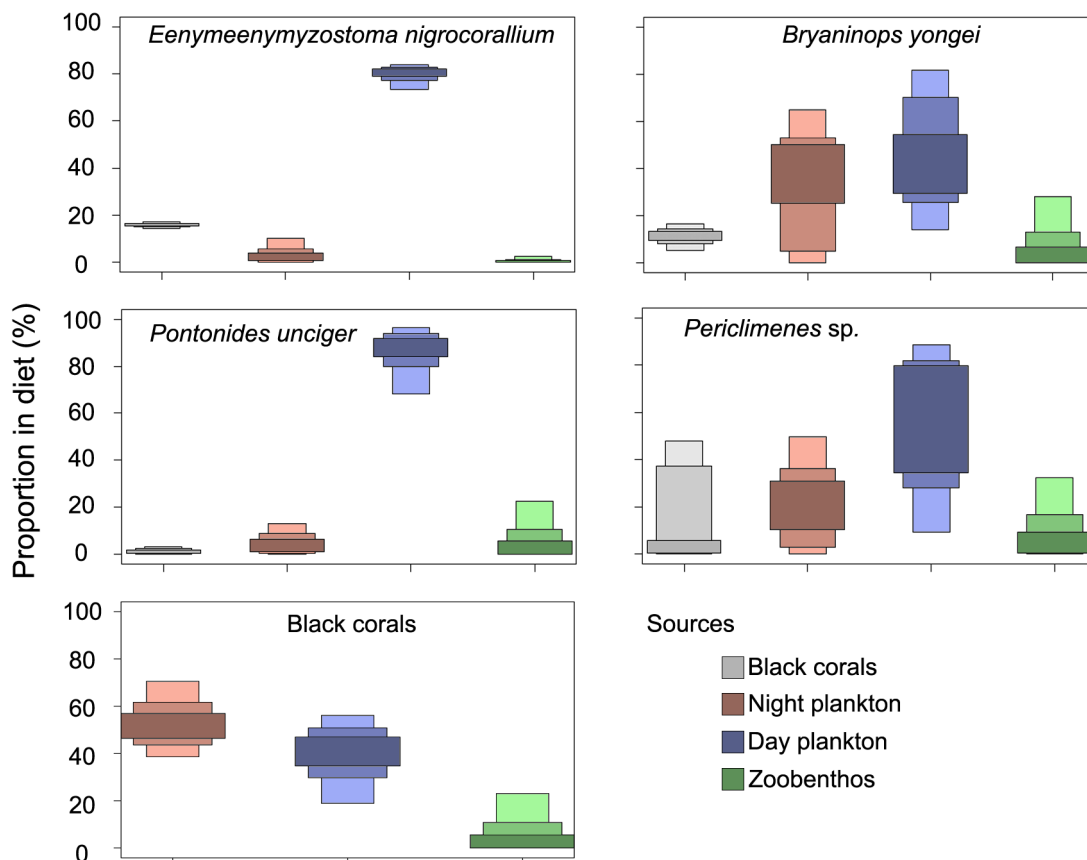 Proportion in diet (%)
100
80
60
40
20
0
Eenymeenymyzostoma nigrocorallium
Bryaninops yongei
100
80
60
40
20
0
Pontonides unciger
Periclimenes sp.
100
80
60
40
20
0
Black corals
Sources
Black corals
Night plankton
Day plankton
Zoobenthos